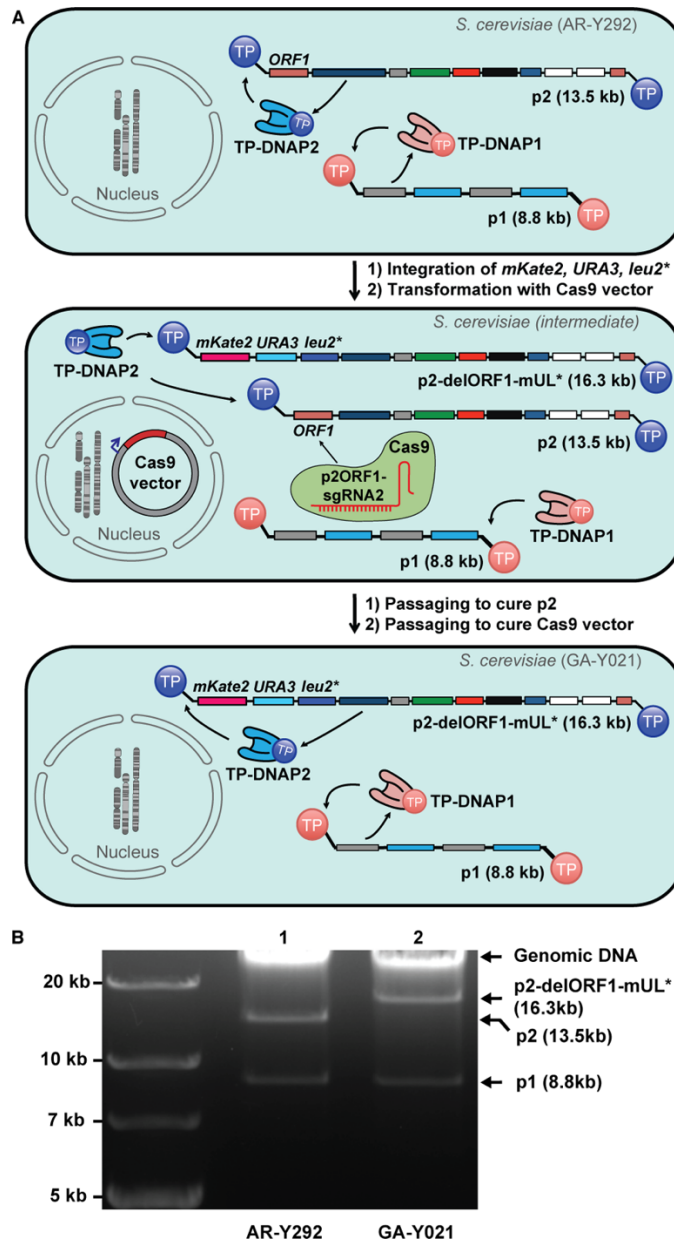 A
S. cerevisiae (AR-Y292)
TP
ORF1
TP
p2 (13.5 kb)
TP
TP-DNAP2
TP
TP-DNAP1
TP
TP
p1 (8.8 kb)
Nucleus
1) Integration of mKate2, URA3, leu2*
2) Transformation with Cas9 vector
S. cerevisiae (intermediate)
TP
TP-DNAP2
TP
mKate2 URA3 leu2*
TP
p2-delORF1-mUL* (16.3 kb)
TP
ORF1
TP
p2 (13.5 kb)
Cas9
vector
Nucleus
Cas9
p2ORF1-
sgRNA2
TP
TP
TP-DNAP1
p1 (8.8 kb)
TP
1) Passaging to cure p2
2) Passaging to cure Cas9 vector
S. cerevisiae (GA-Y021)
TP
mKate2 URA3 leu2*
TP
p2-delORF1-mUL* (16.3 kb)
TP
TP-DNAP2
TP
TP-DNAP1
TP
TP
p1 (8.8 kb)
Nucleus
B
1 2
Genomic DNA
20 kb
p2-delORF1-mUL*
(16.3kb)
p2 (13.5kb)
10 kb
p1 (8.8kb)
7 kb
5 kb
AR-Y292 GA-Y021